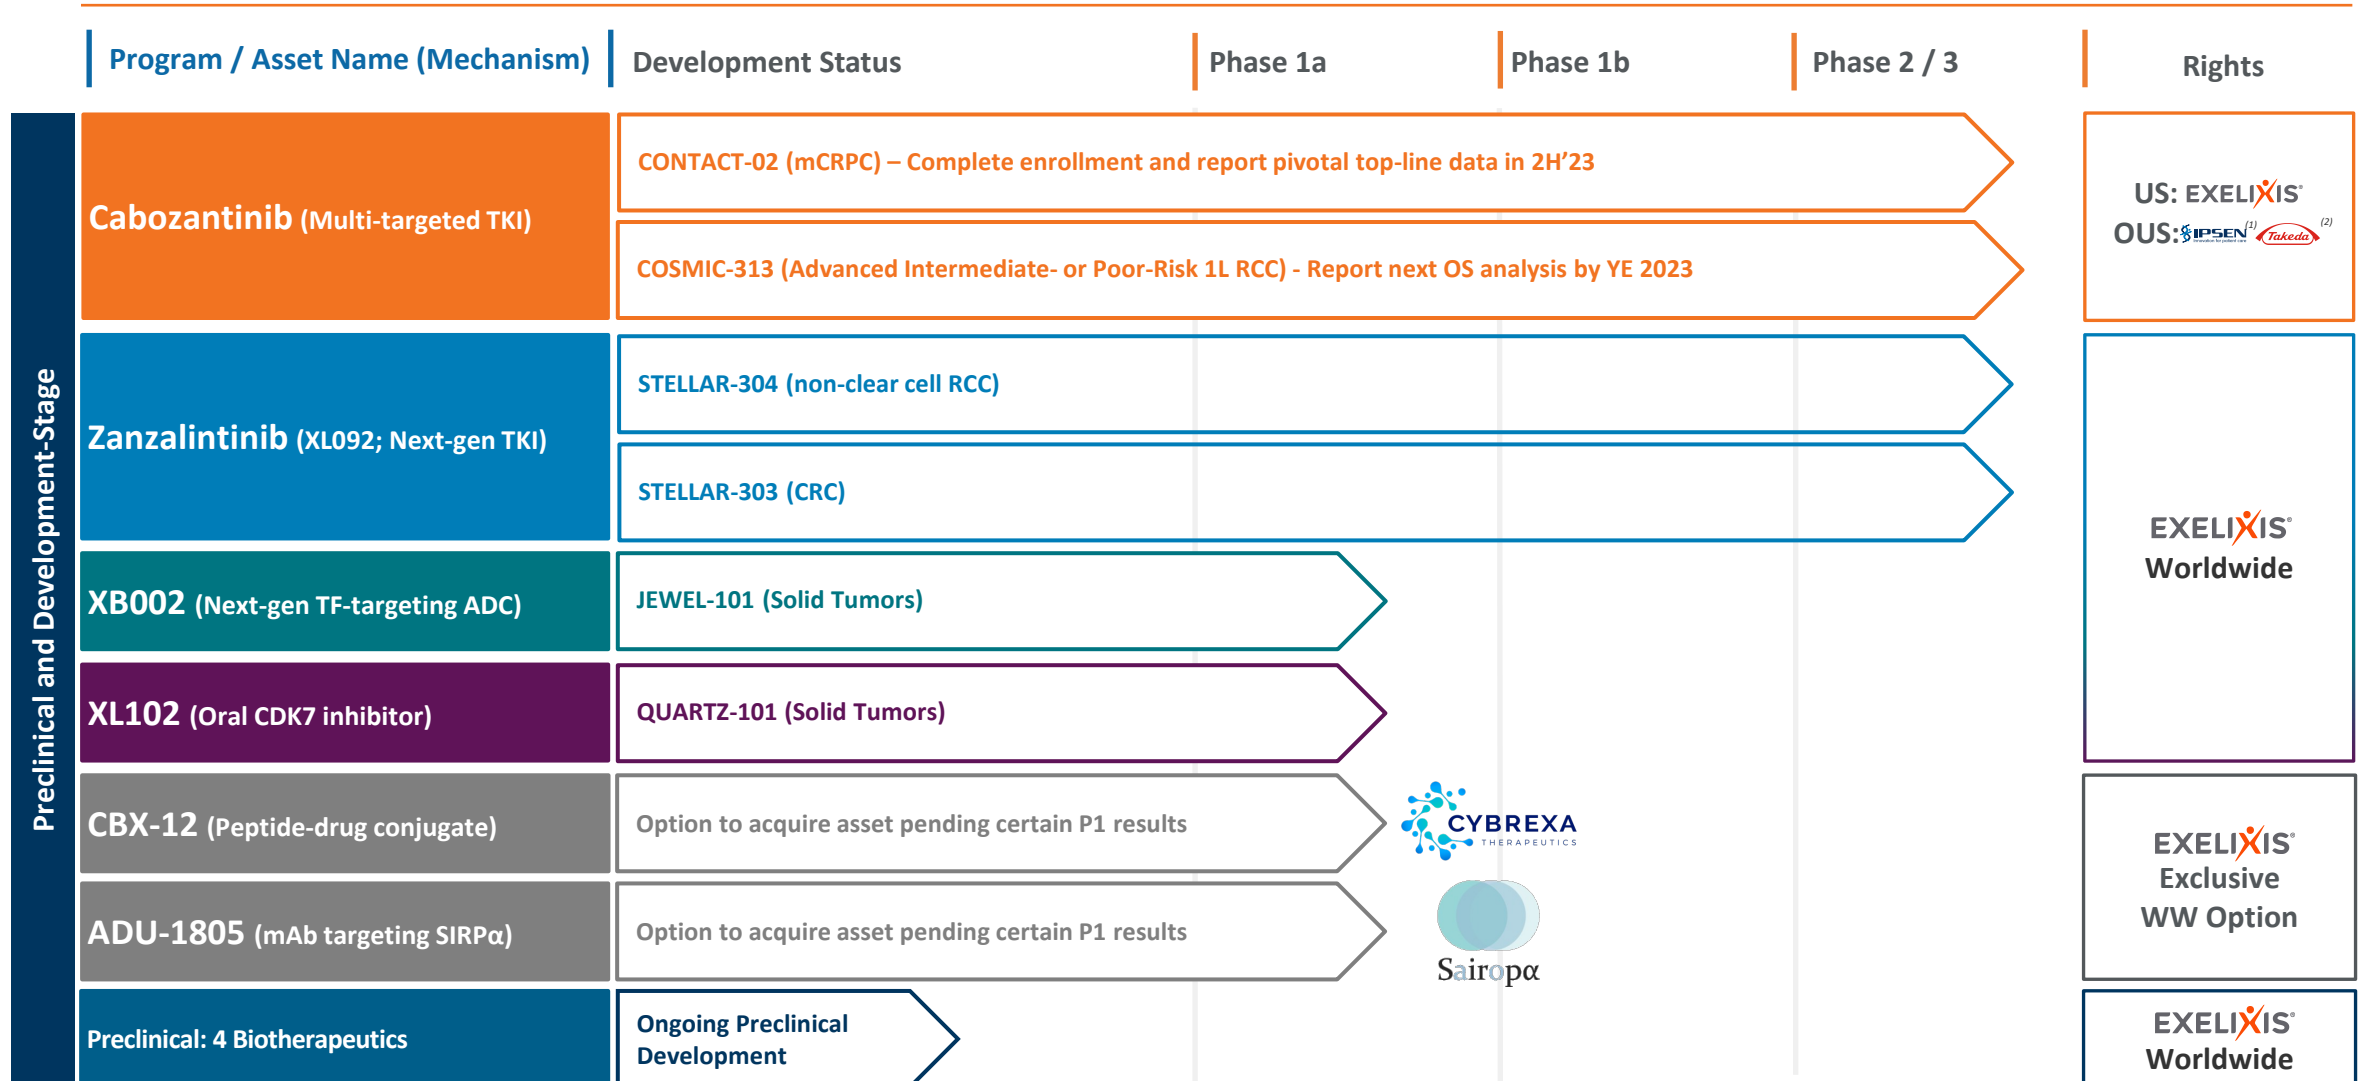 Program / Asset Name (Mechanism)
Development Status
Phase 1a
Phase 1b
Phase 2 / 3
Rights
Preclinical and Development-Stage
Cabozantinib (Multi-targeted TKI)
CONTACT-02 (mCRPC) – Complete enrollment and report pivotal top-line data in 2H'23
COSMIC-313 (Advanced Intermediate- or Poor-Risk 1L RCC) - Report next OS analysis by YE 2023
US: EXELIXIS®
OUS: IPSEN (1) Takeda (2)
Zanzalintinib (XL092; Next-gen TKI)
STELLAR-304 (non-clear cell RCC)
STELLAR-303 (CRC)
XB002 (Next-gen TF-targeting ADC)
JEWEL-101 (Solid Tumors)
XL102 (Oral CDK7 inhibitor)
QUARTZ-101 (Solid Tumors)
EXELIXIS®
Worldwide
CBX-12 (Peptide-drug conjugate)
Option to acquire asset pending certain P1 results
CYBREXA
THERAPEUTICS
ADU-1805 (mAb targeting SIRPα)
Option to acquire asset pending certain P1 results
Sairopα
EXELIXIS®
Exclusive
WW Option
Preclinical: 4 Biotherapeutics
Ongoing Preclinical
Development
EXELIXIS®
Worldwide